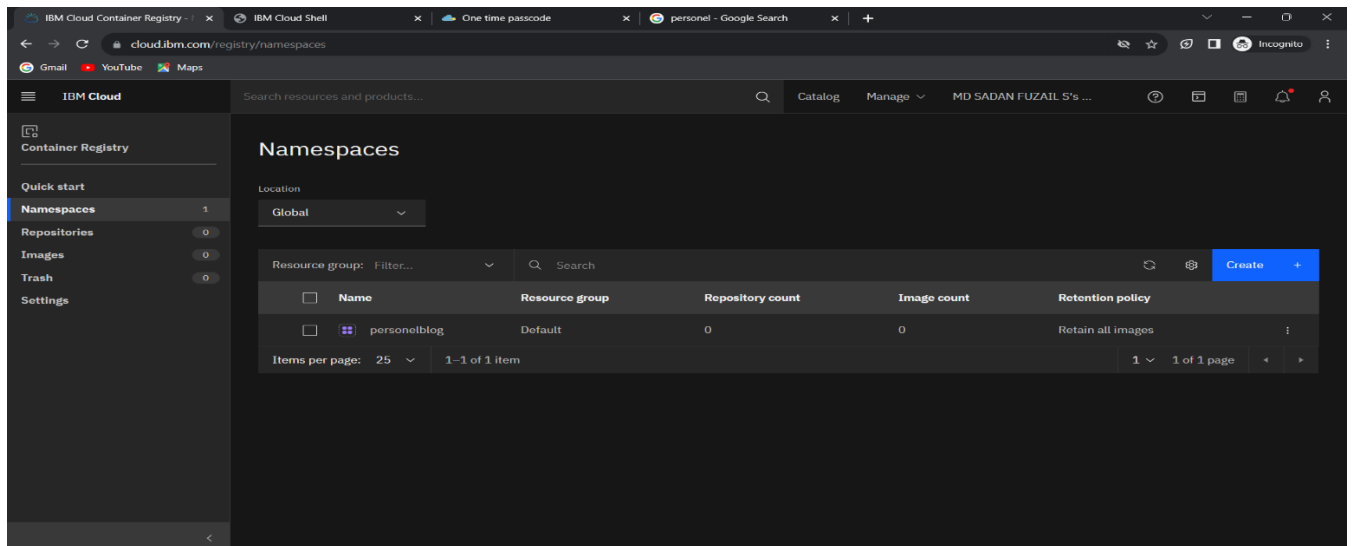 IBM Cloud Container Registry -
IBM Cloud Shell
One time passcode
personel - Google Search
cloud.ibm.com/registry/namespaces
Incognito
Gmail
YouTube
Maps
IBM Cloud
Search resources and products...
Catalog
Manage
MD SADAN FUZAIL S's ...
Container Registry
Quick start
Namespaces 1
Repositories 0
Images 0
Trash 0
Settings
Namespaces
Location
Global
Resource group: Filter...
Search
Create +
Name Resource group Repository count Image count Retention policy
personelblog Default 0 0 Retain all images
Items per page: 25 1–1 of 1 item 1 1 of 1 page